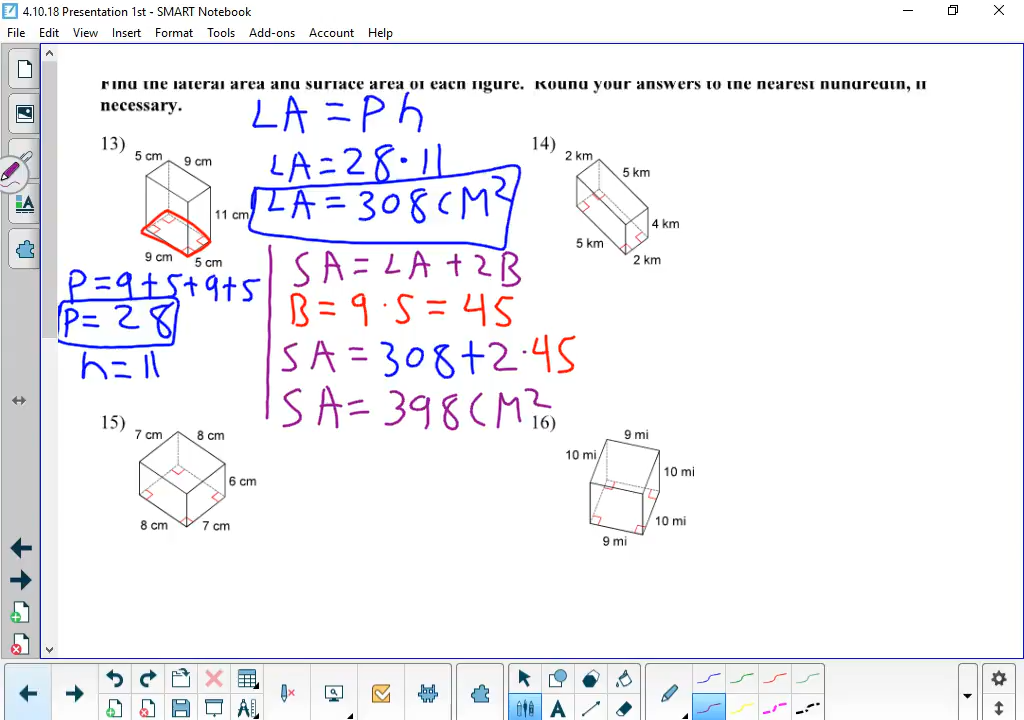 4.10.18 Presentation 1st - SMART Notebook
File Edit View Insert Format Tools Add-ons Account Help
Find the lateral area and surface area of each figure. Round your answers to the nearest hundredth, if
necessary.
LA = Ph
13)
5 cm
9 cm
11 cm
9 cm
5 cm
LA = 28 · 11
LA = 308 CM²
P = 9 + 5 + 9 + 5
P = 28
h = 11
SA = LA + 2B
B = 9 · 5 = 45
SA = 308 + 2 · 45
SA = 398 CM²
14)
2 km
5 km
4 km
5 km
2 km
15)
7 cm
8 cm
6 cm
8 cm
7 cm
16)
9 mi
10 mi
10 mi
10 mi
9 mi